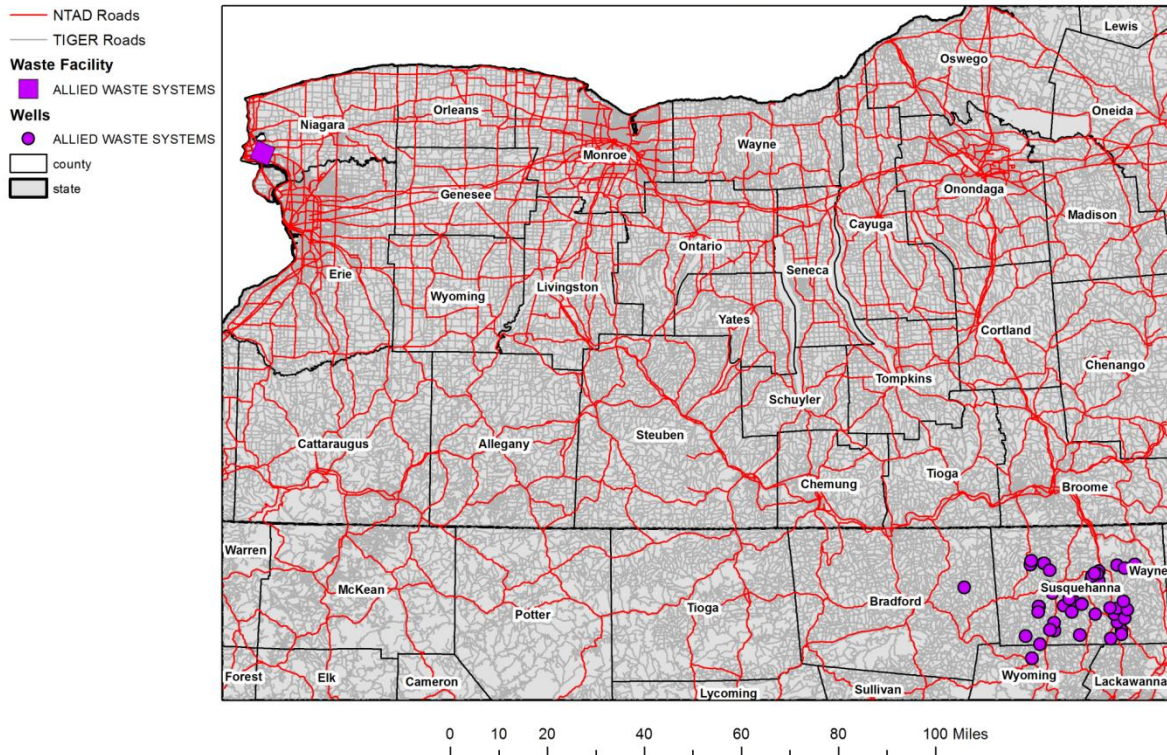 NTAD Roads
TIGER Roads
Waste Facility
ALLIED WASTE SYSTEMS
Wells
ALLIED WASTE SYSTEMS
county
state
Lewis
Oswego
Oneida
Orleans
Niagara
Wayne
Monroe
Genesee
Onondaga
Madison
Cayuga
Ontario
Seneca
Erie
Livingston
Wyoming
Yates
Cortland
Chenango
Tompkins
Schuyler
Steuben
Cattaraugus
Allegany
Tioga
Chemung
Broome
Warren
Wayne
McKean
Susquehanna
Bradford
Tioga
Potter
Forest
Elk
Cameron
Wyoming
Lackawanna
Sullivan
Lycoming
0 10 20 40 60 80 100 Miles